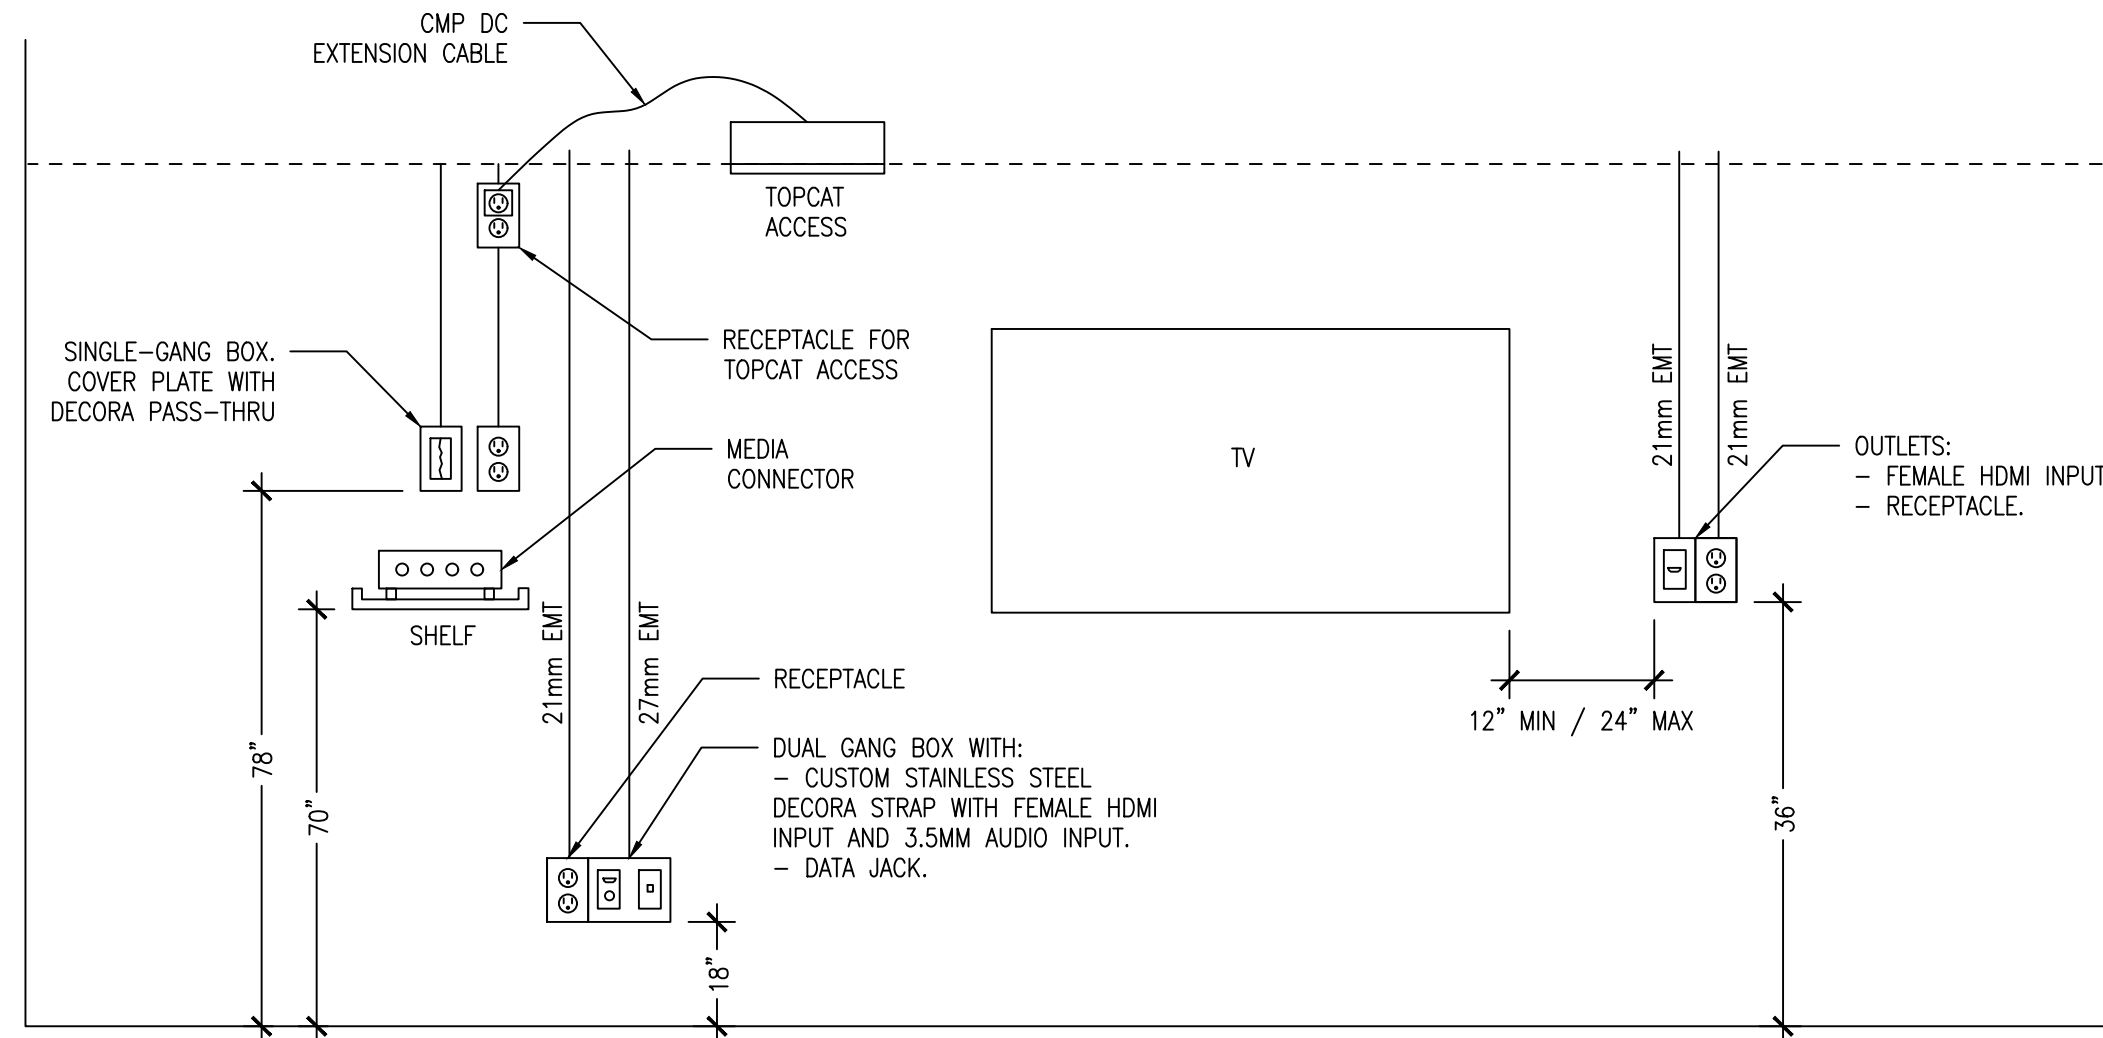 CMP DC
EXTENSION CABLE
TOPCAT
ACCESS
RECEPTACLE FOR
TOPCAT ACCESS
SINGLE-GANG BOX.
COVER PLATE WITH
DECORA PASS-THRU
MEDIA
CONNECTOR
TV
21mm EMT
21mm EMT
OUTLETS:
- FEMALE HDMI INPUT
- RECEPTACLE.
SHELF
21mm EMT
27mm EMT
RECEPTACLE
12" MIN / 24" MAX
DUAL GANG BOX WITH:
- CUSTOM STAINLESS STEEL
DECORA STRAP WITH FEMALE HDMI
INPUT AND 3.5MM AUDIO INPUT.
- DATA JACK.
78"
70"
18"
36"